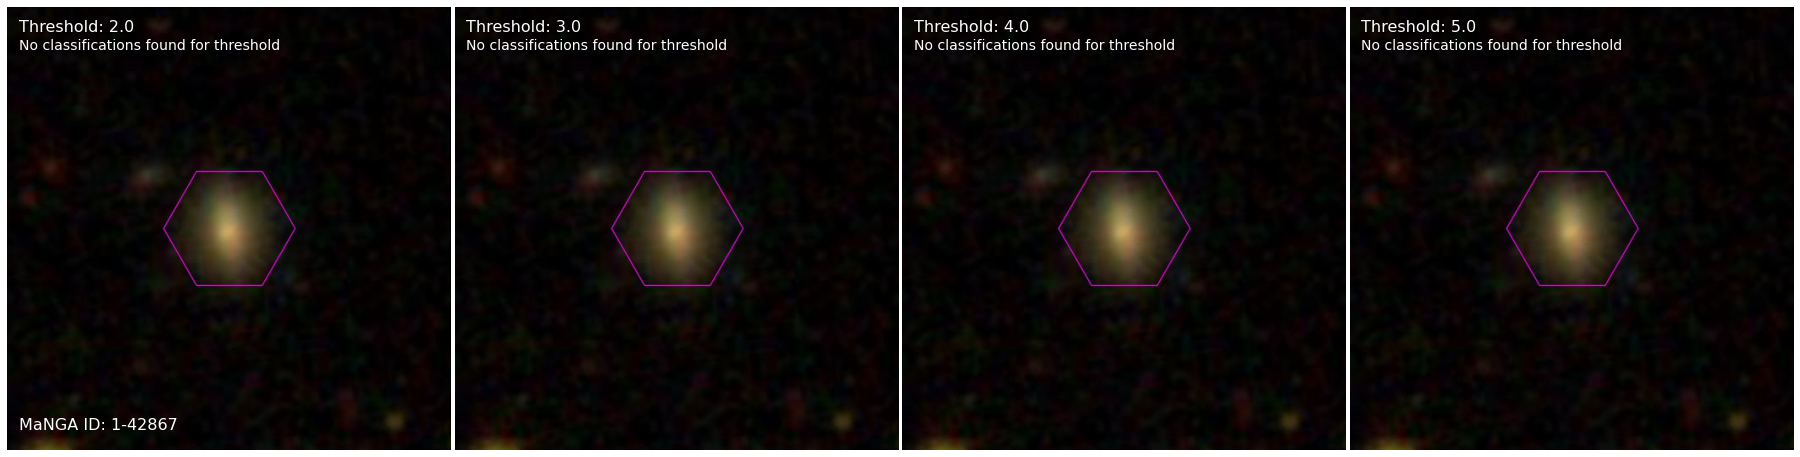 Threshold: 2.0
No classifications found for threshold
MaNGA ID: 1-42867
Threshold: 3.0
No classifications found for threshold
Threshold: 4.0
No classifications found for threshold
Threshold: 5.0
No classifications found for threshold